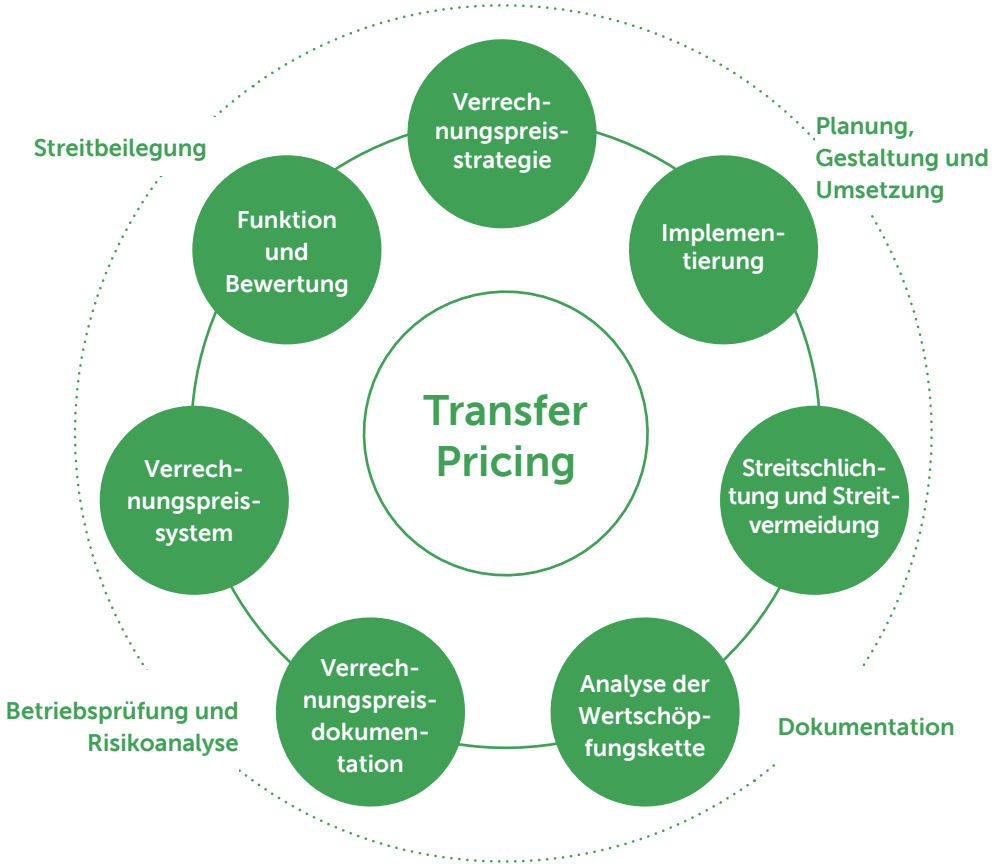 Verrech-
nungspreis-
strategie
Planung,
Gestaltung und
Umsetzung
Streitbeilegung
Funktion
und
Bewertung
Implemen-
tierung
Transfer
Pricing
Verrech-
nungspreis-
system
Streitschlich-
tung und Streit-
vermeidung
Verrech-
nungspreis-
dokumen-
tation
Analyse der
Wertschöp-
fungskette
Betriebsprüfung und
Risikoanalyse
Dokumentation